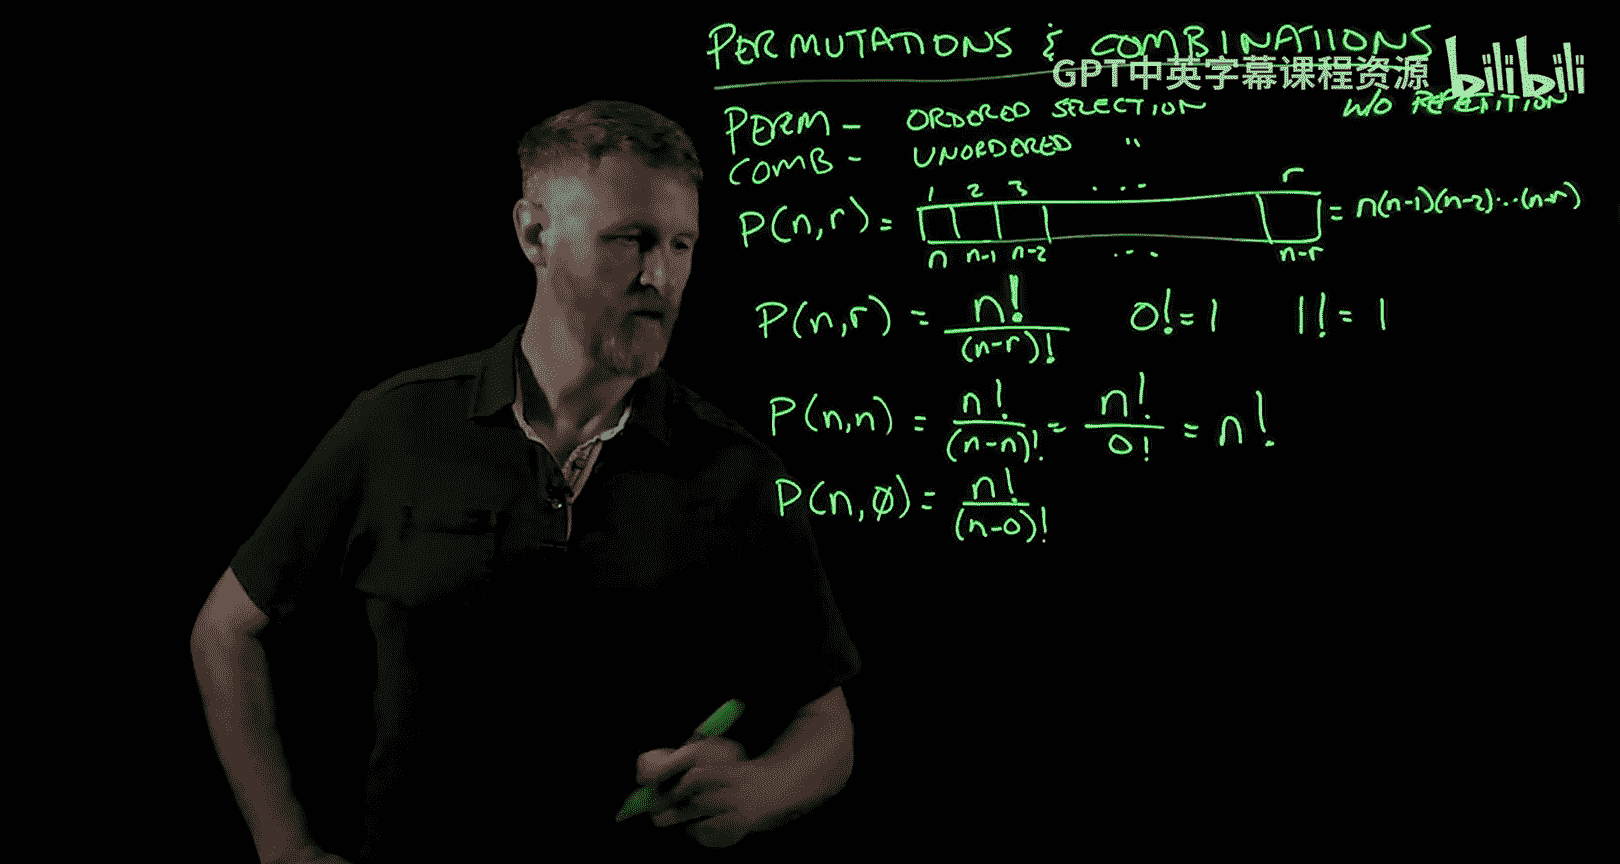 PERMUTATIONS & COMBINATIONS
GPT中英字幕课程资源 bilibili
PERM - ORDERED SELECTION W/O REPETITION
COMB - UNORDERED "
1 2 3 ... r
P(n,r) = = n(n-1)(n-2)...(n-r)
n n-1 n-2 ... n-r
P(n,r) = n!/(n-r)! 0! = 1 1! = 1
P(n,n) = n!/(n-n)! = n!/0! = n!
P(n,ϕ) = n!/(n-0)!